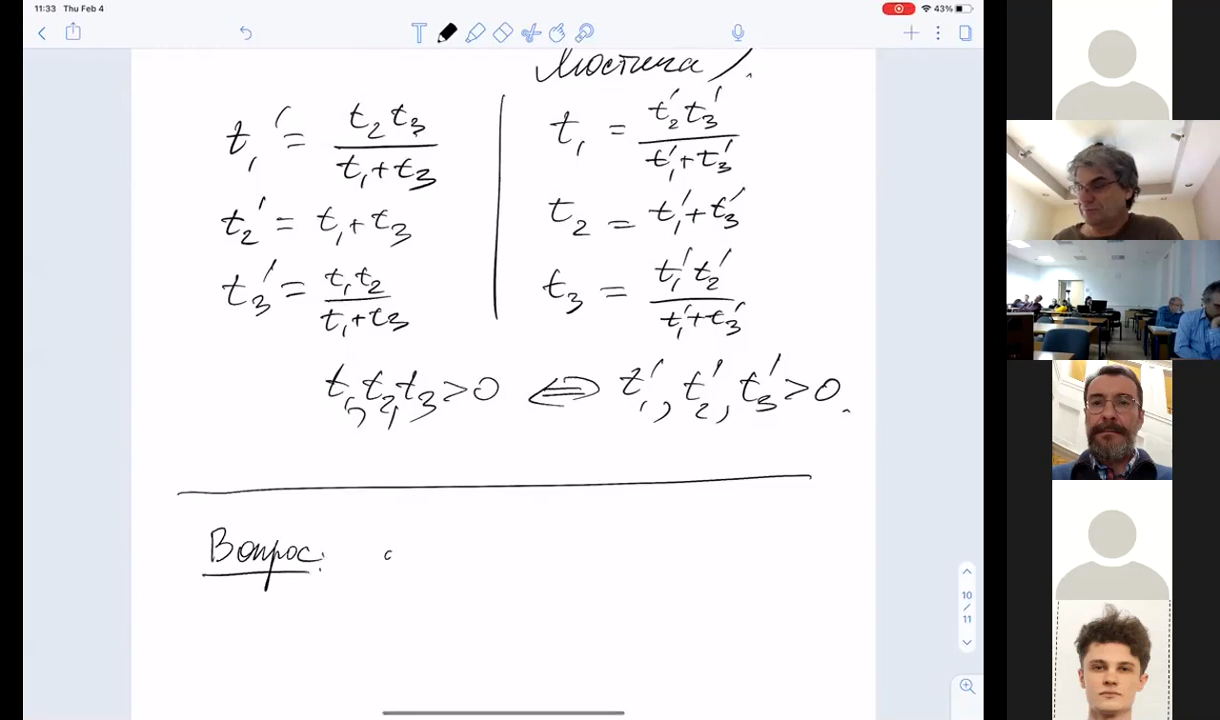 11:33 Thu Feb 4
43%
T
Мостика).
t₁' = t₂t₃ / (t₁+t₃)
t₁ = t₂'t₃' / (t₁'+t₃')
t₂' = t₁+t₃
t₂ = t₁'+t₃'
t₃' = t₁t₂ / (t₁+t₃)
t₃ = t₁'t₂' / (t₁'+t₃')
t₁, t₂, t₃ > 0 ⟺ t₁', t₂', t₃' > 0.
Вопрос: с
10
/
11